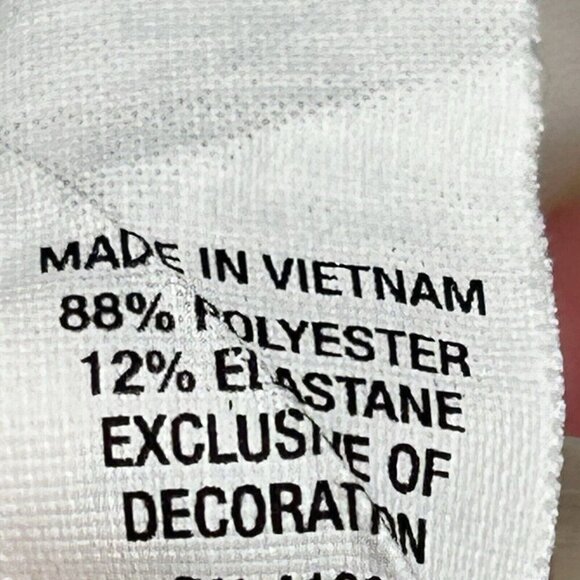 MADE IN VIETNAM
88% POLYESTER
12% ELASTANE
EXCLUSIVE OF
DECORATION